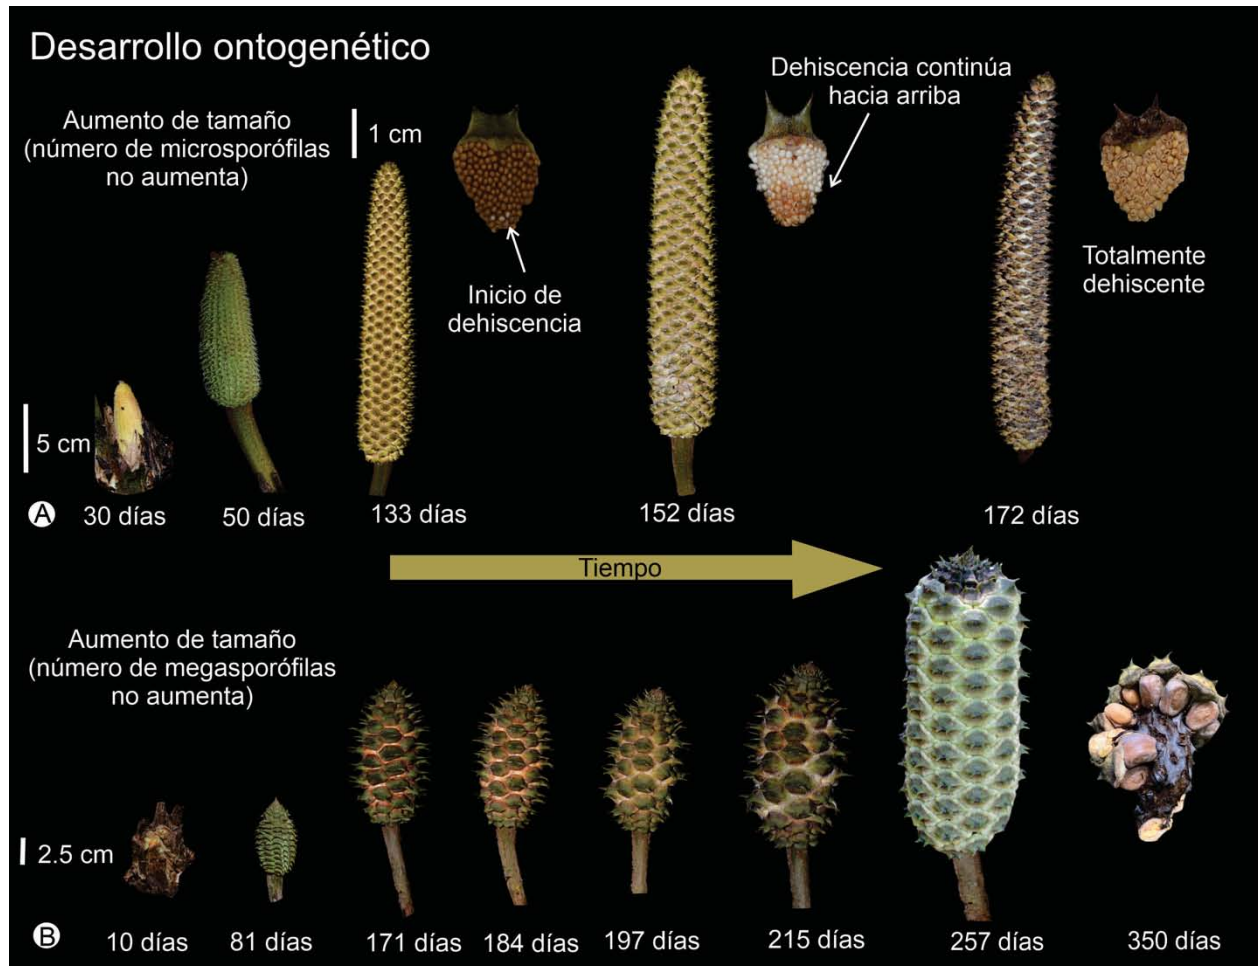 Desarrollo ontogenético
Aumento de tamaño
(número de microsporófilas
no aumenta)
1 cm
Dehiscencia continúa
hacia arriba
Inicio de
dehiscencia
Totalmente
dehiscente
5 cm
A
30 días
50 días
133 días
152 días
172 días
Tiempo
Aumento de tamaño
(número de megasporófilas
no aumenta)
2.5 cm
B
10 días
81 días
171 días
184 días
197 días
215 días
257 días
350 días